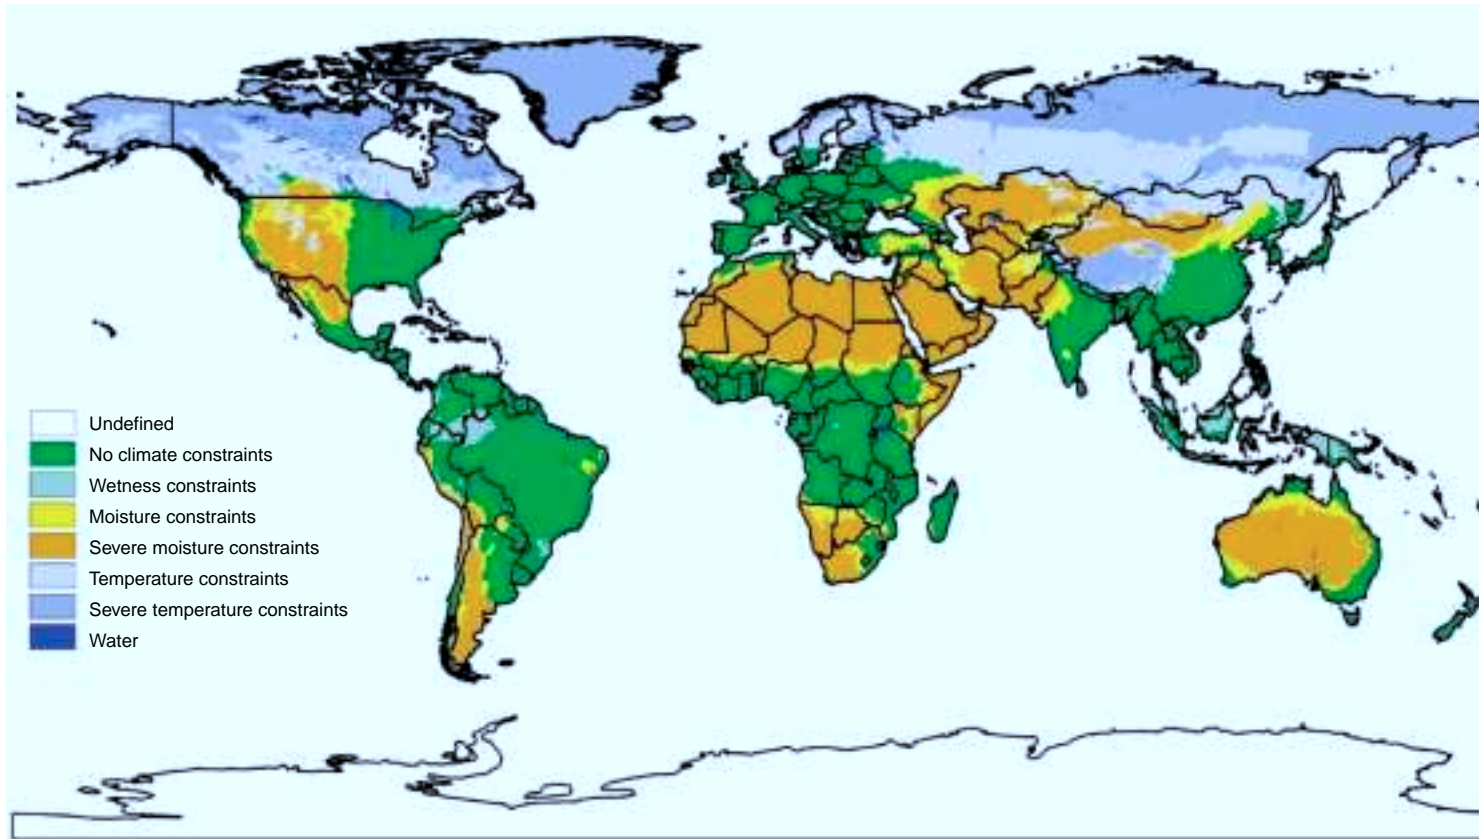 Undefined
No climate constraints
Wetness constraints
Moisture constraints
Severe moisture constraints
Temperature constraints
Severe temperature constraints
Water